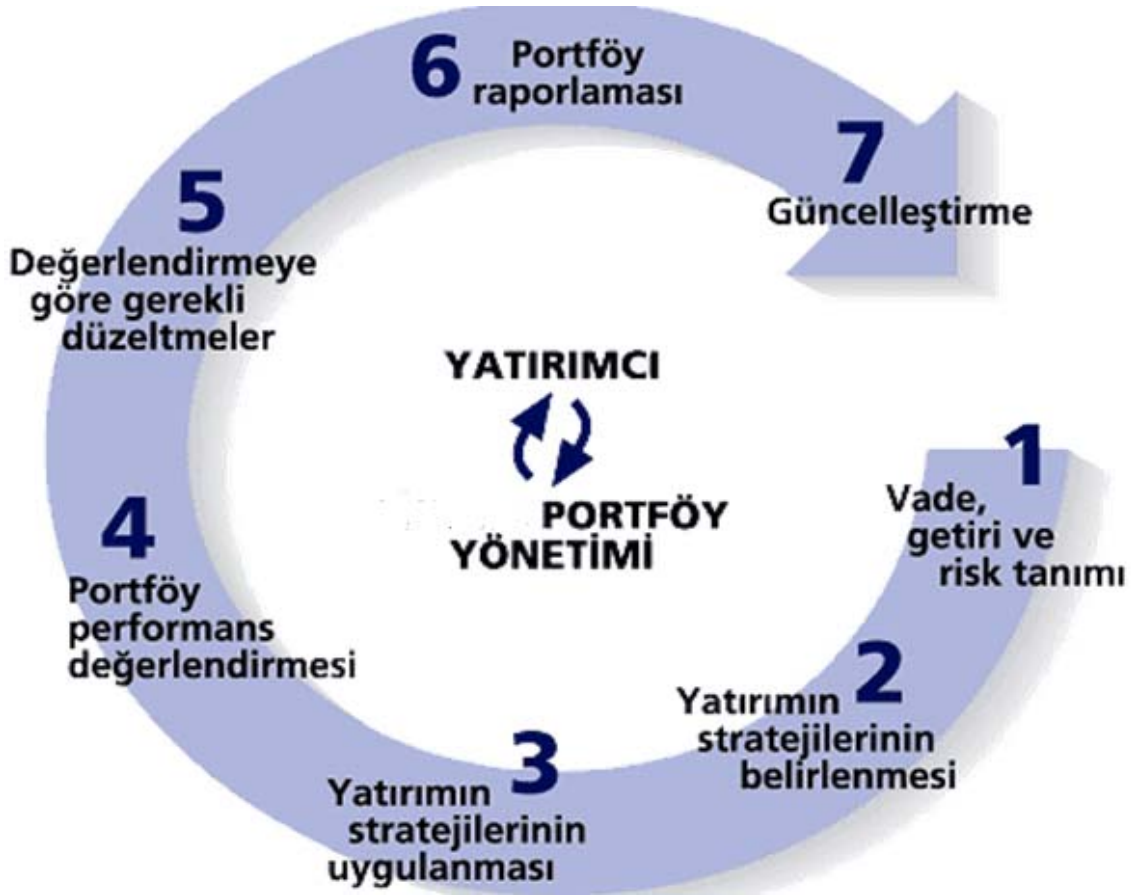 1
Vade,
getiri ve
risk tanımı
2
Yatırımın
stratejilerinin
belirlenmesi
3
Yatırımın
stratejilerinin
uygulanması
4
Portföy
performans
değerlendirmesi
5
Değerlendirmeye
göre gerekli
düzeltmeler
6
Portföy
raporlaması
7
Güncelleştirme
YATIRIMCI
PORTFÖY
YÖNETİMİ